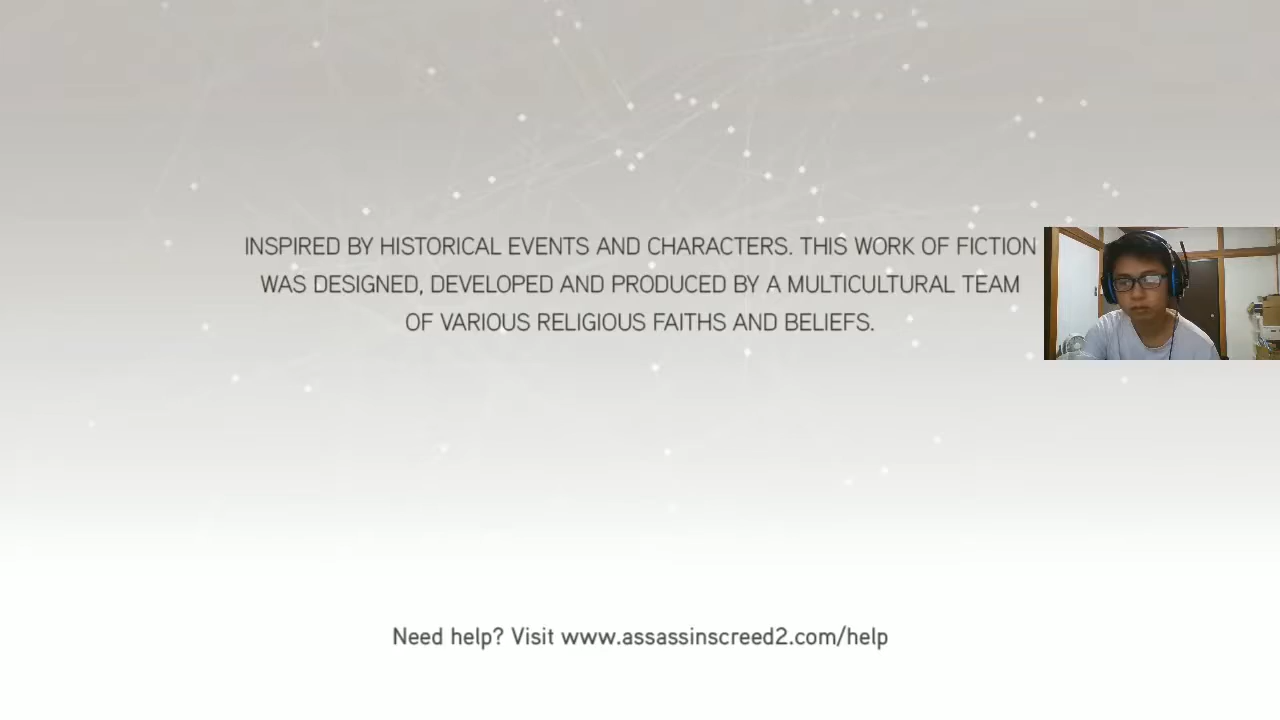 INSPIRED BY HISTORICAL EVENTS AND CHARACTERS. THIS WORK OF FICTION
WAS DESIGNED, DEVELOPED AND PRODUCED BY A MULTICULTURAL TEAM
OF VARIOUS RELIGIOUS FAITHS AND BELIEFS.
Need help? Visit www.assassinscreed2.com/help